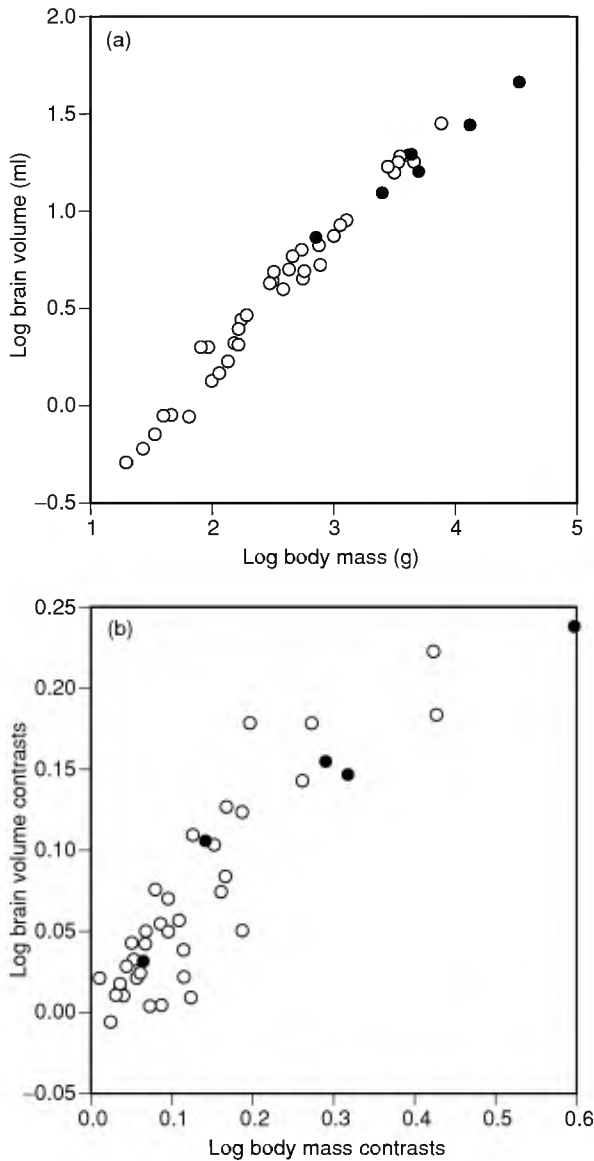 (a)
2.0
1.5
1.0
0.5
0.0
−0.5
Log brain volume (ml)
1 2 3 4 5
Log body mass (g)
(b)
0.25
0.20
0.15
0.10
0.05
0.00
−0.05
Log brain volume contrasts
0.0 0.1 0.2 0.3 0.4 0.5 0.6
Log body mass contrasts